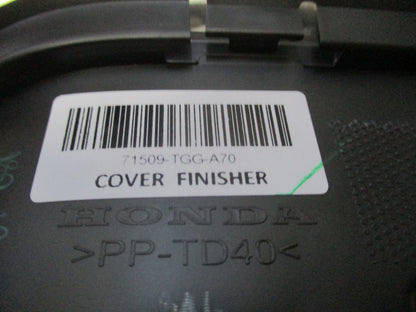 71509-TGG-A70
COVER FINISHER
HONDA
>PP-TD40<